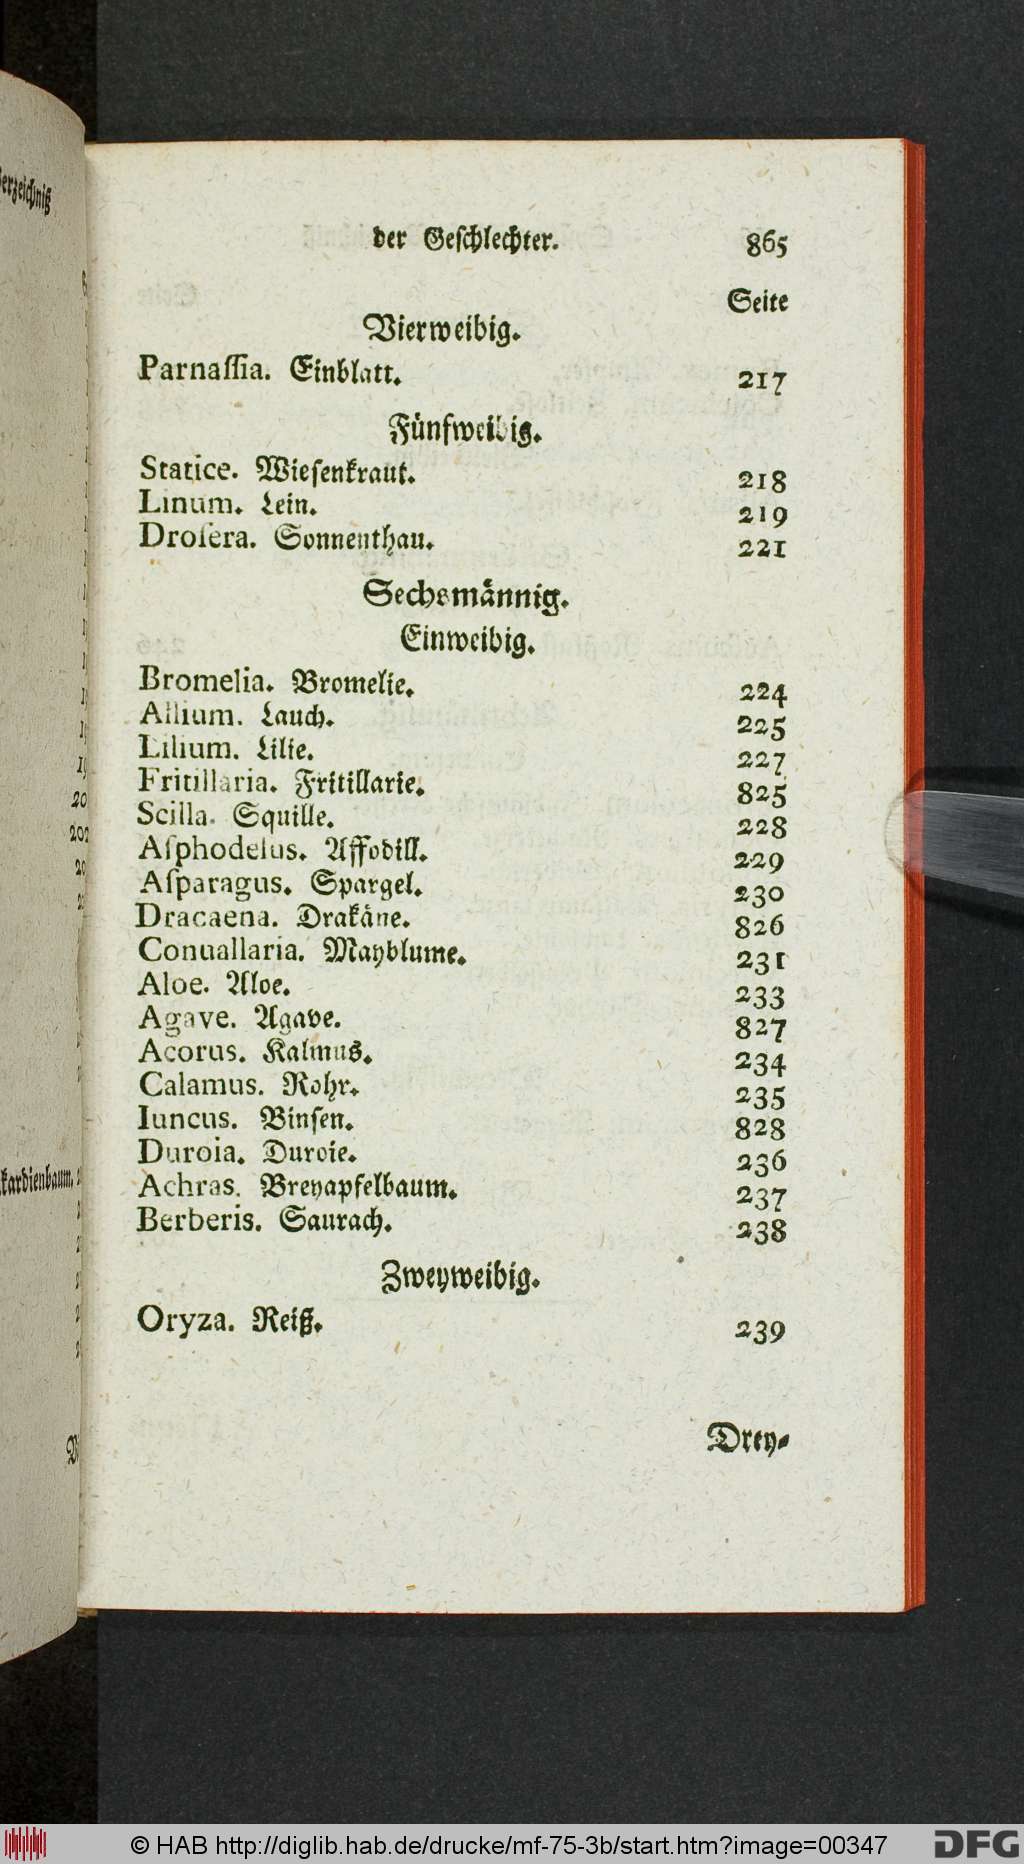 der Geschlechter. 865
Seite
Vierweibig.
Parnaſſia. Einblatt. 217
Fünfweibig.
Statice. Wieſenkraut. 218
Linum. Lein. 219
Droſera. Sonnenthau. 221
Sechsmännig.
Einweibig.
Bromelia. Bromelie. 224
Allium. Lauch. 225
Lilium. Lilie. 227
Fritillaria. Fritillarie. 825
Scilla. Squille. 228
Aſphodelus. Affodill. 229
Aſparagus. Spargel. 230
Dracaena. Drakäne. 826
Conuallaria. Mayblume. 231
Aloe. Aloe. 233
Agave. Agave. 827
Acorus. Kalmus. 234
Calamus. Rohr. 235
Iuncus. Binſen. 828
Duroia. Duroie. 236
Achras. Breyapfelbaum. 237
Berberis. Saurach. 238
Zweyweibig.
Oryza. Reiß. 239
Drey-
© HAB http://diglib.hab.de/drucke/mf-75-3b/start.htm?image=00347
DFG